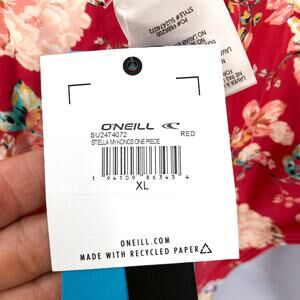 O'NEILL
SU2474072 RED
STELLA MYKONOS ONE PIECE
1 94109 86343 4
XL
ONEILL.COM
MADE WITH RECYCLED PAPER